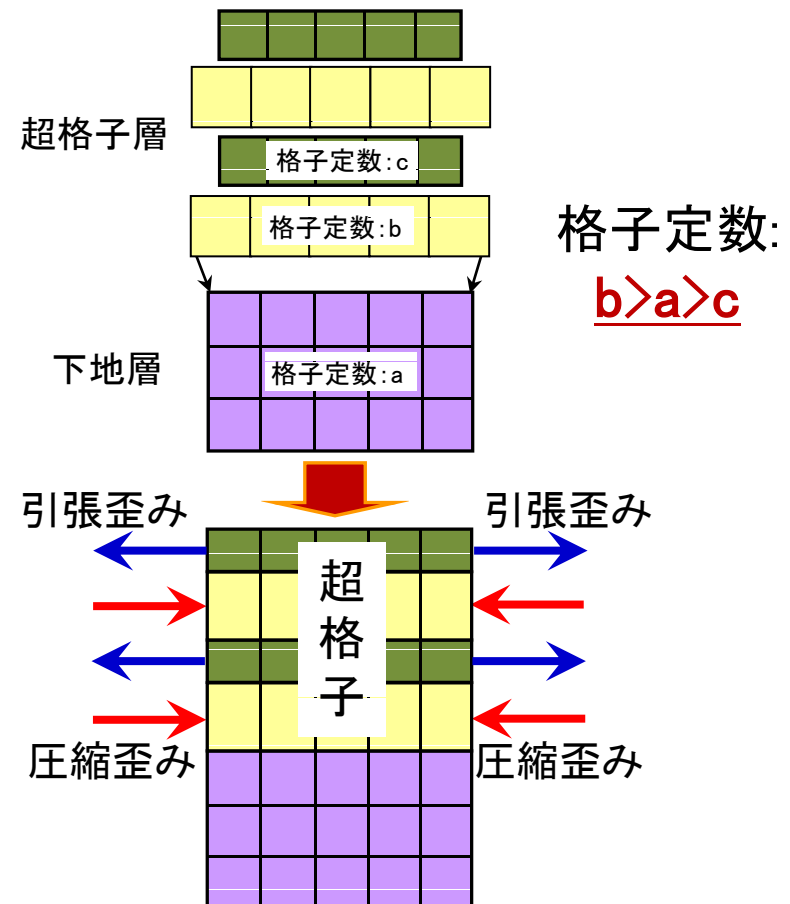 超格子層
格子定数:c
格子定数:b
格子定数:
b>a>c
下地層
格子定数:a
引張歪み
引張歪み
超格子
圧縮歪み
圧縮歪み